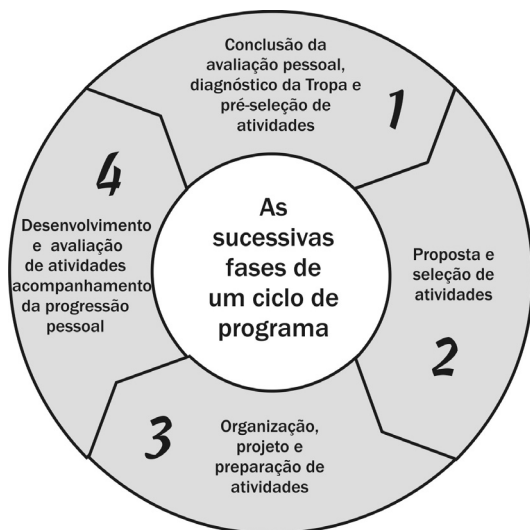 Conclusão da
avaliação pessoal,
diagnóstico da Tropa e
pré-seleção de
atividades
1
As
sucessivas
fases de
um ciclo de
programa
Proposta e
seleção de
atividades
2
Organização,
projeto e
preparação de
atividades
3
4
Desenvolvimento
e avaliação
de atividades
acompanhamento
da progressão
pessoal